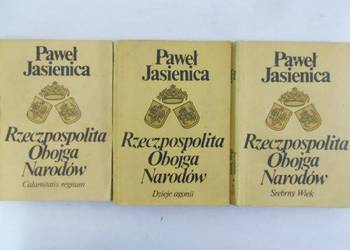 Paweł
Jasienica
Rzeczpospolita
Obojga
Narodów
Calamitatis regnum
Paweł
Jasienica
Rzeczpospolita
Obojga
Narodów
Dzieje agonii
Paweł
Jasienica
Rzeczpospolita
Obojga
Narodów
Srebrny Wiek